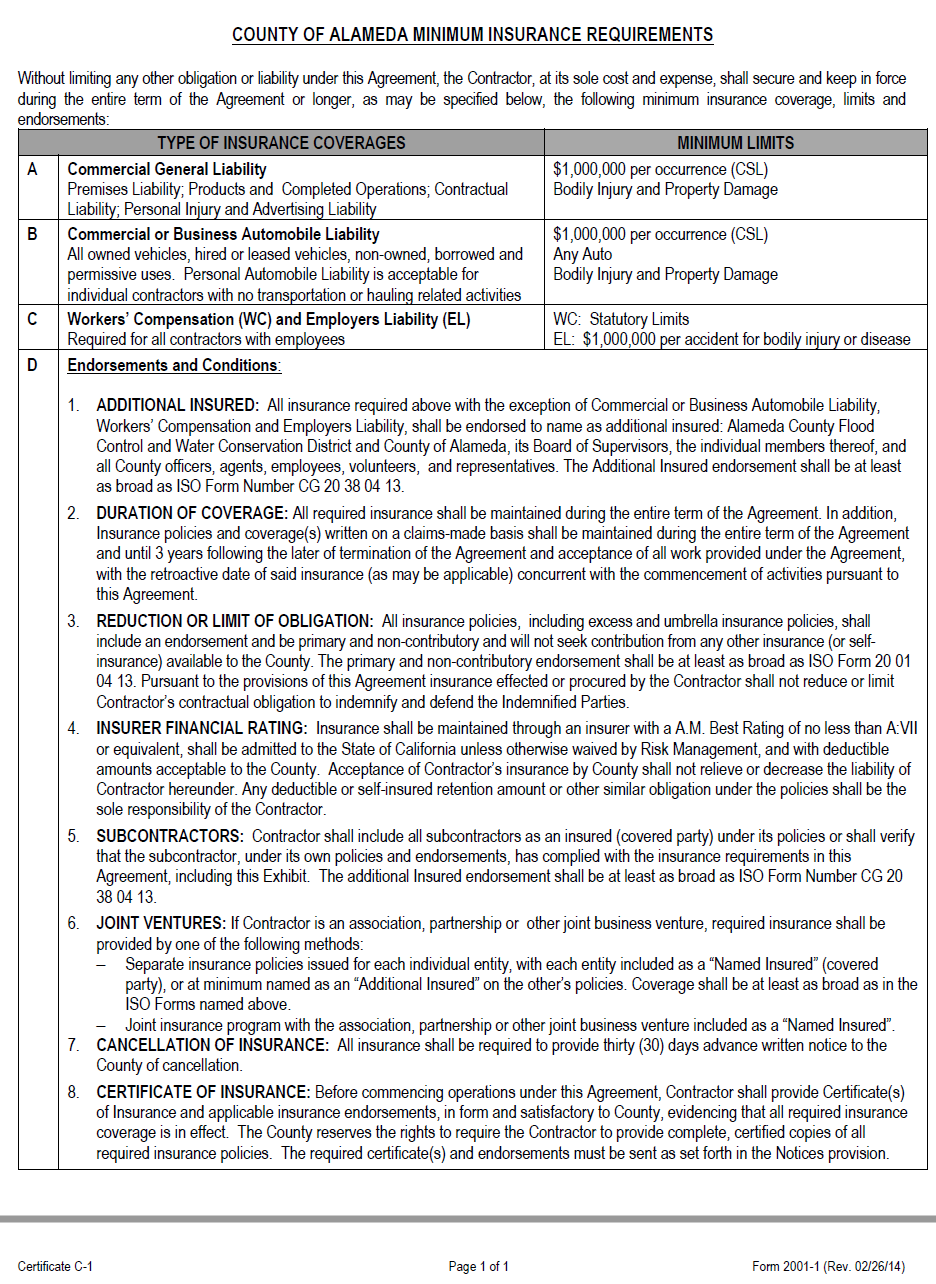 COUNTY OF ALAMEDA MINIMUM INSURANCE REQUIREMENTS
Without limiting any other obligation or liability under this Agreement, the Contractor, at its sole cost and expense, shall secure and keep in force
during the entire term of the Agreement or longer, as may be specified below, the following minimum insurance coverage, limits and
endorsements:
TYPE OF INSURANCE COVERAGES MINIMUM LIMITS
A Commercial General Liability $1,000,000 per occurrence (CSL)
Premises Liability; Products and Completed Operations; Contractual Bodily Injury and Property Damage
Liability; Personal Injury and Advertising Liability
B Commercial or Business Automobile Liability $1,000,000 per occurrence (CSL)
All owned vehicles, hired or leased vehicles, non-owned, borrowed and Any Auto
permissive uses. Personal Automobile Liability is acceptable for Bodily Injury and Property Damage
individual contractors with no transportation or hauling related activities
C Workers' Compensation (WC) and Employers Liability (EL) WC: Statutory Limits
Required for all contractors with employees EL: $1,000,000 per accident for bodily injury or disease
D Endorsements and Conditions:
1. ADDITIONAL INSURED: All insurance required above with the exception of Commercial or Business Automobile Liability,
Workers' Compensation and Employers Liability, shall be endorsed to name as additional insured: Alameda County Flood
Control and Water Conservation District and County of Alameda, its Board of Supervisors, the individual members thereof, and
all County officers, agents, employees, volunteers, and representatives. The Additional Insured endorsement shall be at least
as broad as ISO Form Number CG 20 38 04 13.
2. DURATION OF COVERAGE: All required insurance shall be maintained during the entire term of the Agreement. In addition,
Insurance policies and coverage(s) written on a claims-made basis shall be maintained during the entire term of the Agreement
and until 3 years following the later of termination of the Agreement and acceptance of all work provided under the Agreement,
with the retroactive date of said insurance (as may be applicable) concurrent with the commencement of activities pursuant to
this Agreement.
3. REDUCTION OR LIMIT OF OBLIGATION: All insurance policies, including excess and umbrella insurance policies, shall
include an endorsement and be primary and non-contributory and will not seek contribution from any other insurance (or self-
insurance) available to the County. The primary and non-contributory endorsement shall be at least as broad as ISO Form 20 01
04 13. Pursuant to the provisions of this Agreement insurance effected or procured by the Contractor shall not reduce or limit
Contractor's contractual obligation to indemnify and defend the Indemnified Parties.
4. INSURER FINANCIAL RATING: Insurance shall be maintained through an insurer with a A.M. Best Rating of no less than A:VII
or equivalent, shall be admitted to the State of California unless otherwise waived by Risk Management, and with deductible
amounts acceptable to the County. Acceptance of Contractor's insurance by County shall not relieve or decrease the liability of
Contractor hereunder. Any deductible or self-insured retention amount or other similar obligation under the policies shall be the
sole responsibility of the Contractor.
5. SUBCONTRACTORS: Contractor shall include all subcontractors as an insured (covered party) under its policies or shall verify
that the subcontractor, under its own policies and endorsements, has complied with the insurance requirements in this
Agreement, including this Exhibit. The additional Insured endorsement shall be at least as broad as ISO Form Number CG 20
38 04 13.
6. JOINT VENTURES: If Contractor is an association, partnership or other joint business venture, required insurance shall be
provided by one of the following methods:
– Separate insurance policies issued for each individual entity, with each entity included as a “Named Insured” (covered
party), or at minimum named as an “Additional Insured” on the other's policies. Coverage shall be at least as broad as in the
ISO Forms named above.
– Joint insurance program with the association, partnership or other joint business venture included as a “Named Insured”.
7. CANCELLATION OF INSURANCE: All insurance shall be required to provide thirty (30) days advance written notice to the
County of cancellation.
8. CERTIFICATE OF INSURANCE: Before commencing operations under this Agreement, Contractor shall provide Certificate(s)
of Insurance and applicable insurance endorsements, in form and satisfactory to County, evidencing that all required insurance
coverage is in effect. The County reserves the rights to require the Contractor to provide complete, certified copies of all
required insurance policies. The required certificate(s) and endorsements must be sent as set forth in the Notices provision.
Certificate C-1 Page 1 of 1 Form 2001-1 (Rev. 02/26/14)